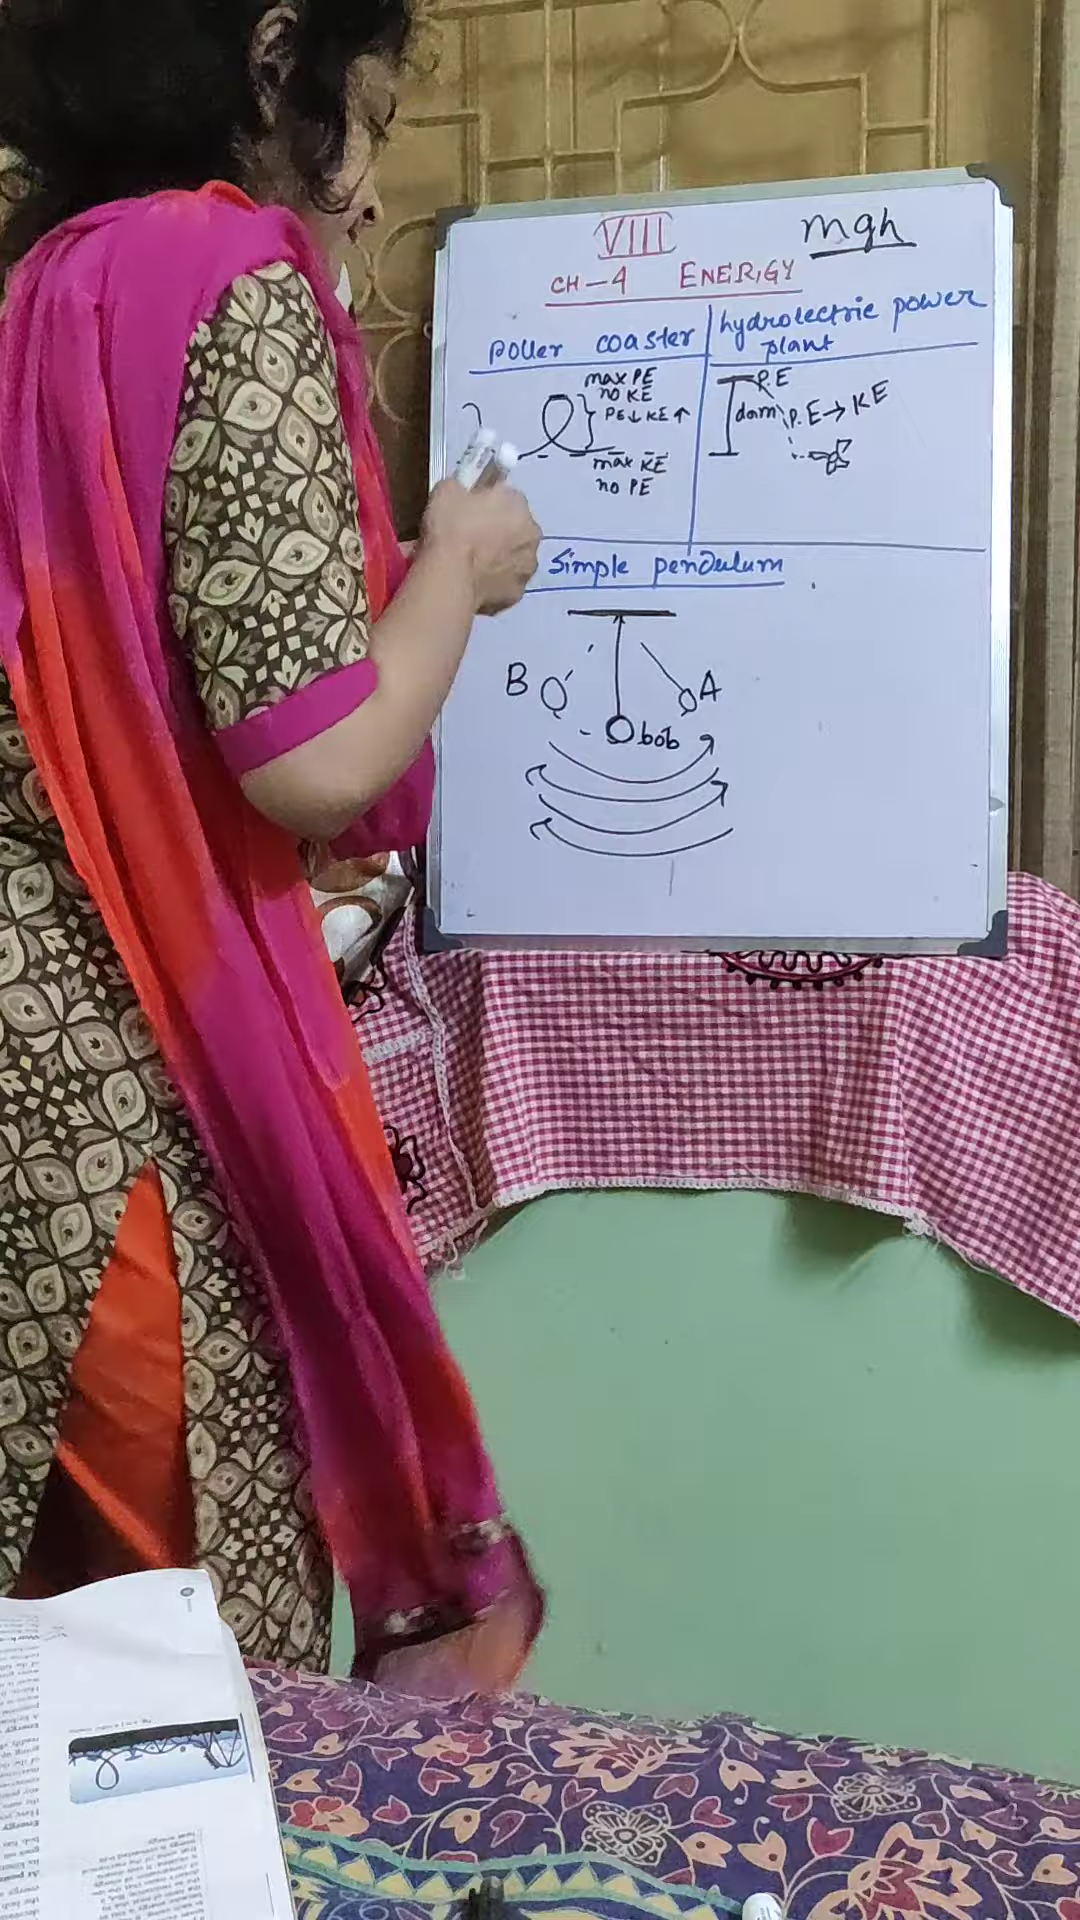 VIII
mgh
CH-4 ENERGY
roller coaster
hydrolectric power
plant
max PE
no KE
PE↓ KE↑
max KE
no PE
P.E
dam
P.E → KE
Simple pendulum
B
A
bob